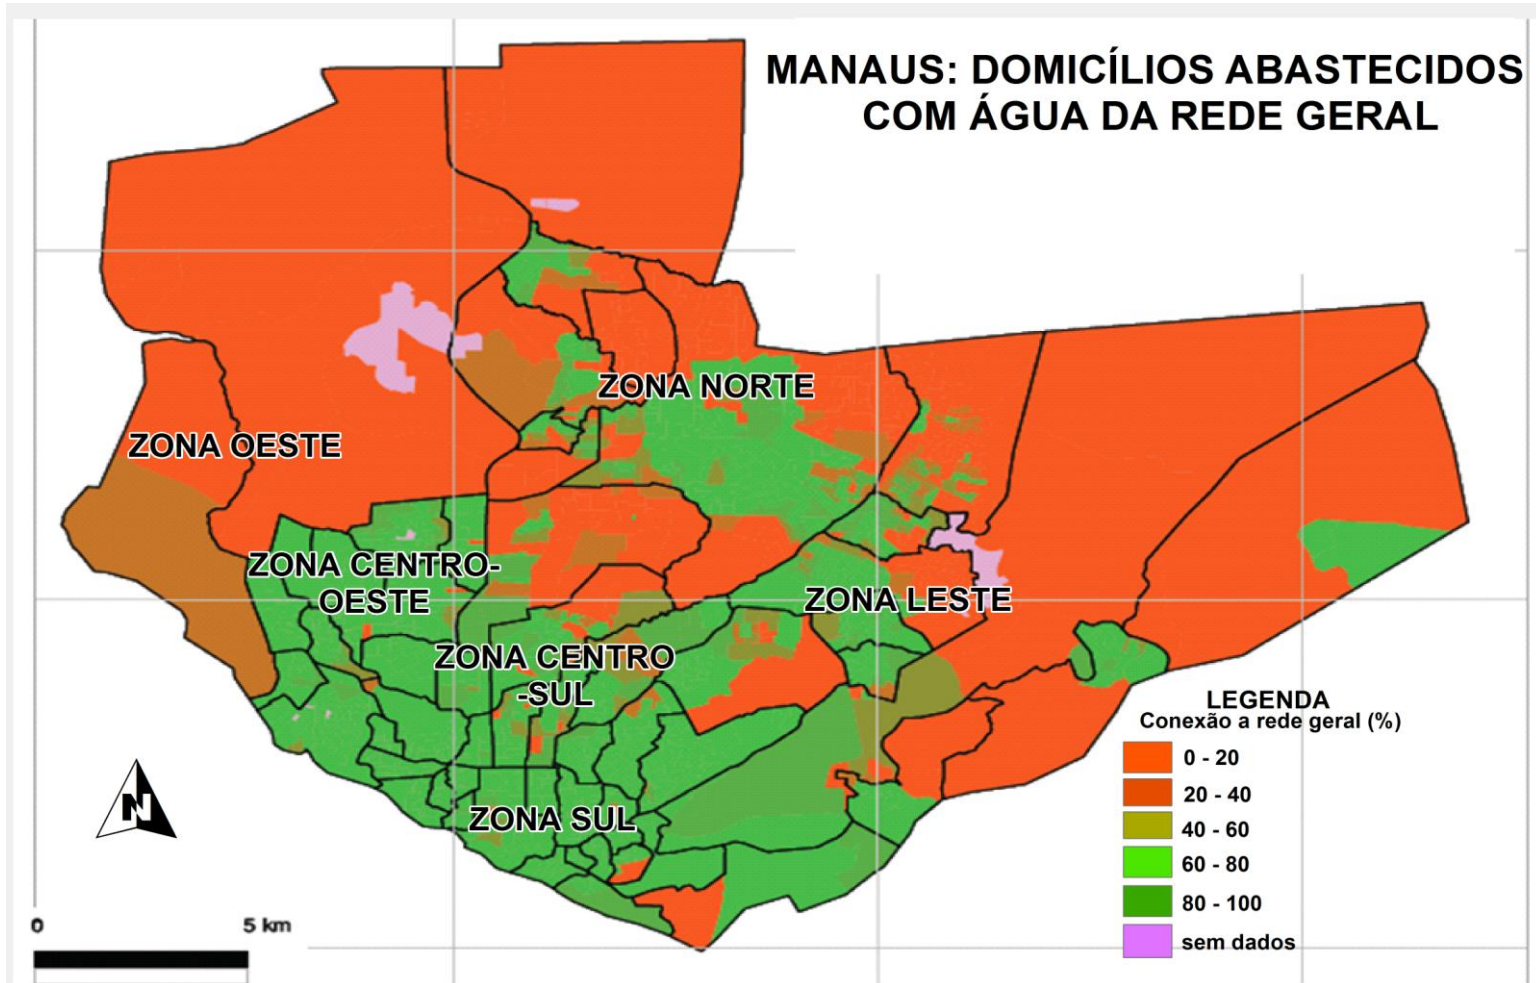 MANAUS: DOMICÍLIOS ABASTECIDOS
COM ÁGUA DA REDE GERAL
ZONA NORTE
ZONA OESTE
ZONA CENTRO-
OESTE
ZONA LESTE
ZONA CENTRO
-SUL
ZONA SUL
LEGENDA
Conexão a rede geral (%)
0 - 20
20 - 40
40 - 60
60 - 80
80 - 100
sem dados
N
0 5 km